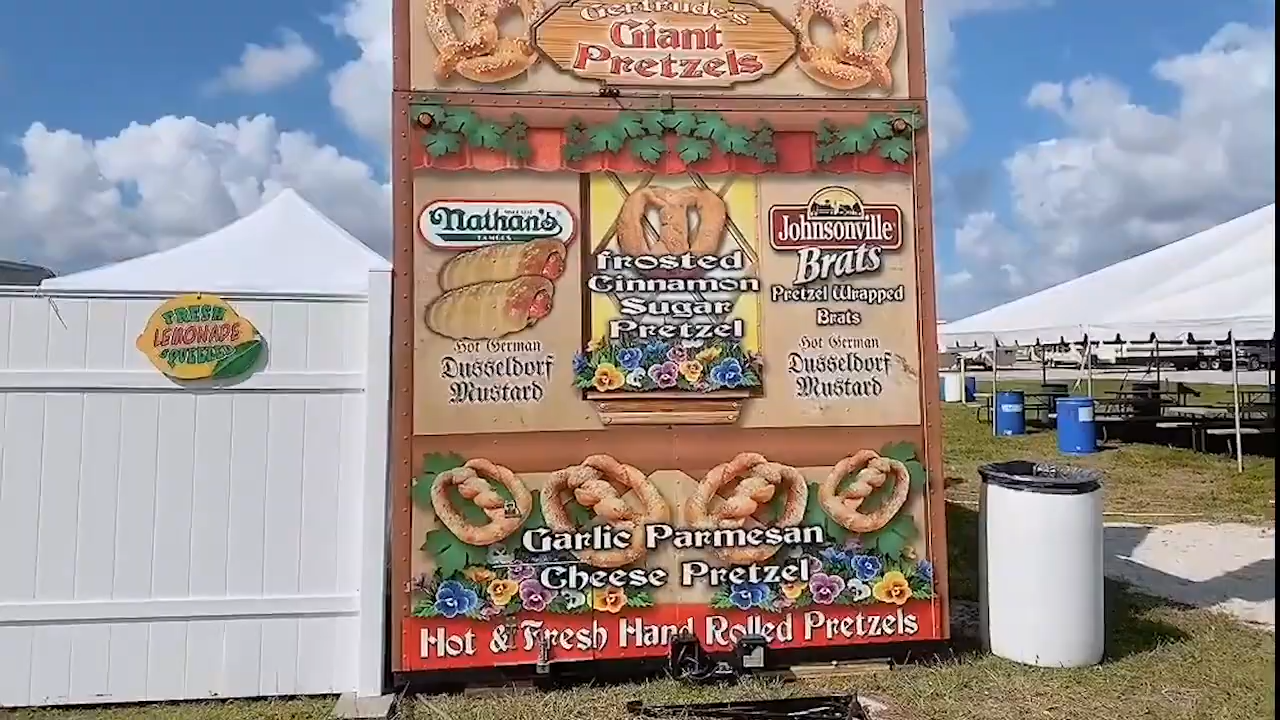 Gertrude's
Giant
Pretzels
Nathan's
FAMOUS
Johnsonville
Brats
Pretzel Wrapped
Brats
Frosted
Cinnamon
Sugar
Pretzel
Hot German
Dusseldorf
Mustard
Hot German
Dusseldorf
Mustard
FRESH
LEMONADE
SQUEEZED
Garlic Parmesan
Cheese Pretzel
Hot & Fresh Hand Rolled Pretzels